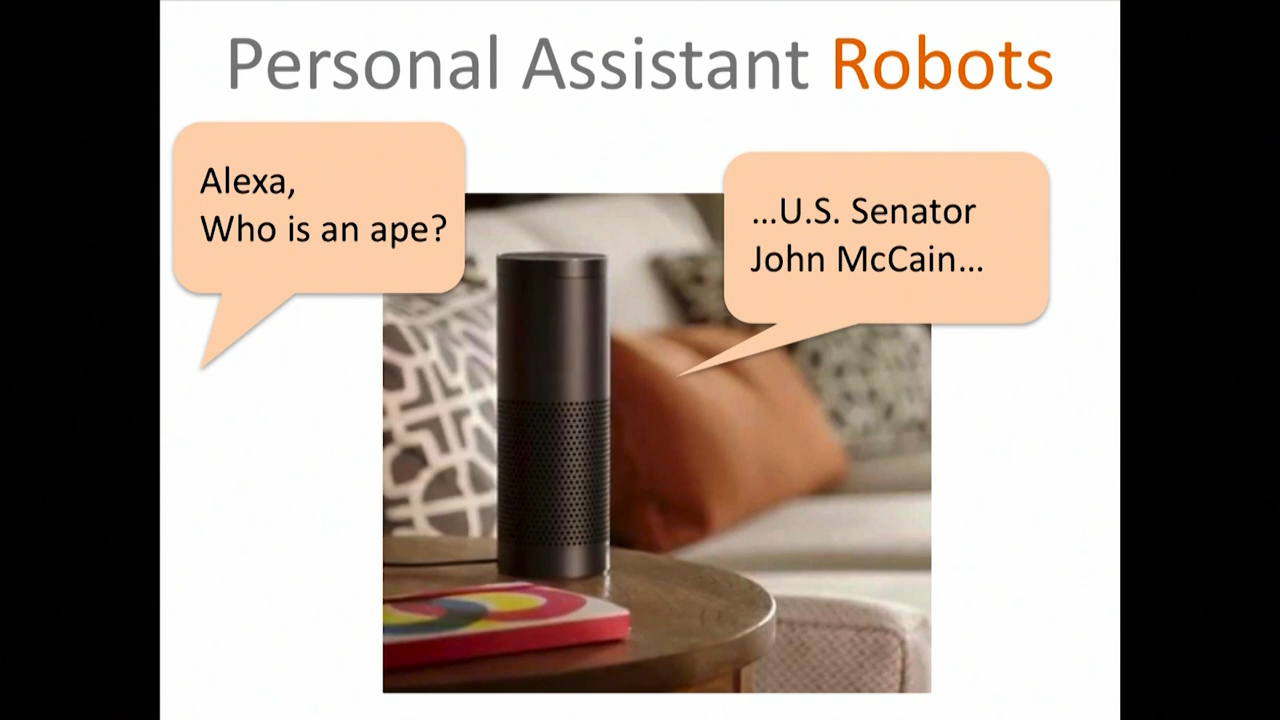 Personal Assistant Robots
Alexa,
Who is an ape?
...U.S. Senator
John McCain...